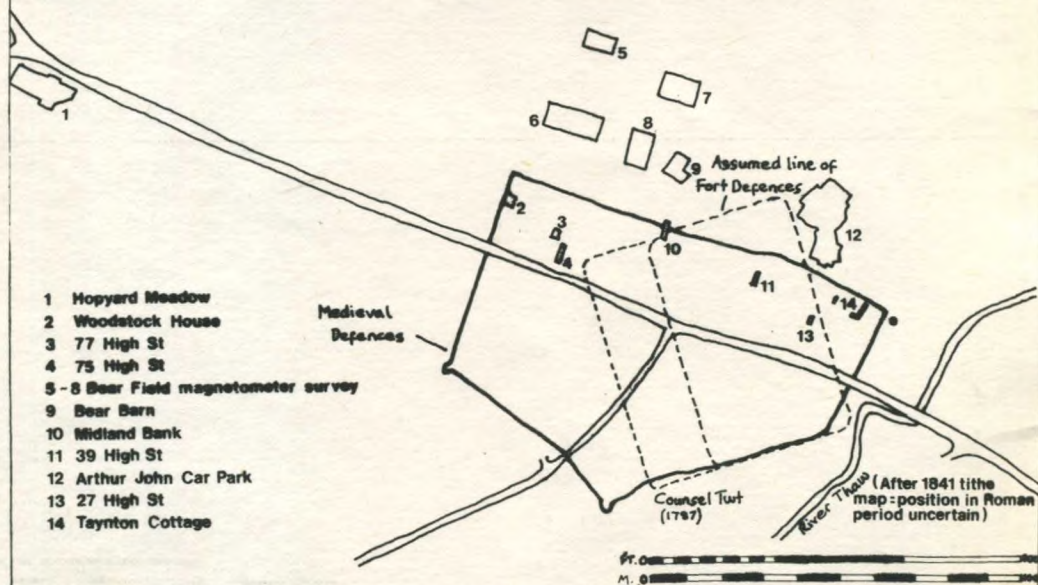 5
7
6
8
9
1
Assumed line of
Fort Defences
2
3
4
10
12
11
14
13
Medieval
Defences
1 Hopyard Meadow
2 Woodstock House
3 77 High St
4 75 High St
5-8 Bear Field magnetometer survey
9 Bear Barn
10 Midland Bank
11 39 High St
12 Arthur John Car Park
13 27 High St
14 Taynton Cottage
Counsel Twt
(1787)
River Thaw
(After 1841 tithe
map: position in Roman
period uncertain)
FT. 0
M. 0